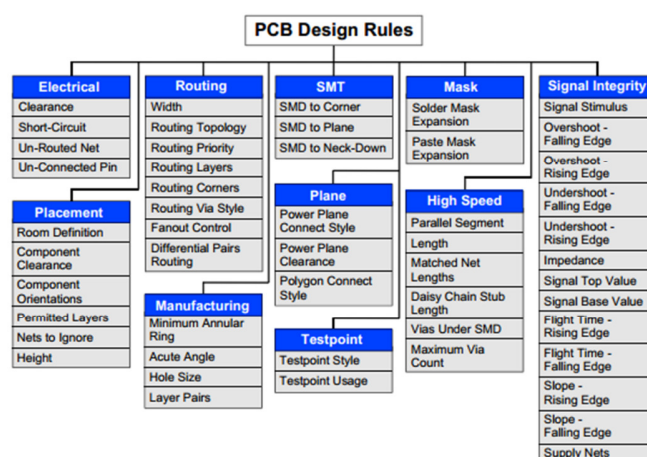 PCB Design Rules
Electrical
Clearance
Short-Circuit
Un-Routed Net
Un-Connected Pin
Placement
Room Definition
Component
Clearance
Component
Orientations
Permitted Layers
Nets to Ignore
Height
Routing
Width
Routing Topology
Routing Priority
Routing Layers
Routing Corners
Routing Via Style
Fanout Control
Differential Pairs
Routing
Manufacturing
Minimum Annular
Ring
Acute Angle
Hole Size
Layer Pairs
SMT
SMD to Corner
SMD to Plane
SMD to Neck-Down
Plane
Power Plane
Connect Style
Power Plane
Clearance
Polygon Connect
Style
Testpoint
Testpoint Style
Testpoint Usage
Mask
Solder Mask
Expansion
Paste Mask
Expansion
High Speed
Parallel Segment
Length
Matched Net
Lengths
Daisy Chain Stub
Length
Vias Under SMD
Maximum Via
Count
Signal Integrity
Signal Stimulus
Overshoot -
Falling Edge
Overshoot -
Rising Edge
Undershoot -
Falling Edge
Undershoot -
Rising Edge
Impedance
Signal Top Value
Signal Base Value
Flight Time -
Rising Edge
Flight Time -
Falling Edge
Slope -
Rising Edge
Slope -
Falling Edge
Supply Nets